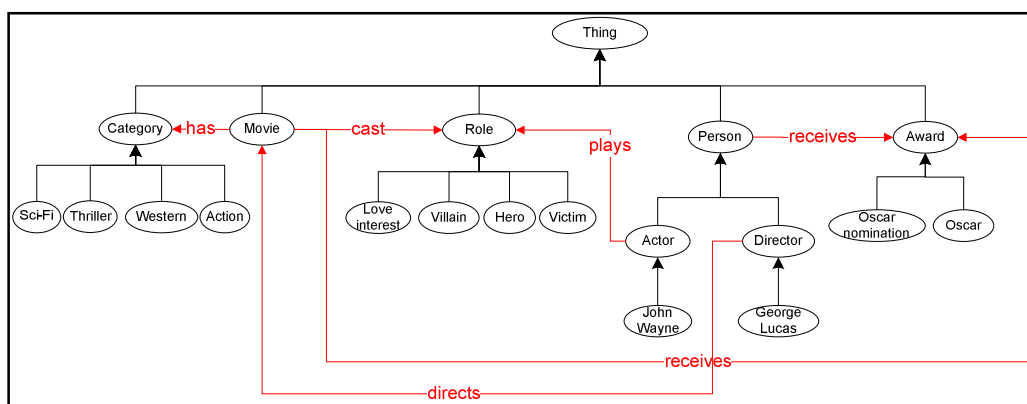 Thing
Category
has
Movie
cast
Role
plays
Person
receives
Award
Sci-Fi
Thriller
Western
Action
Love
interest
Villain
Hero
Victim
Oscar
nomination
Oscar
Actor
Director
John
Wayne
George
Lucas
receives
directs